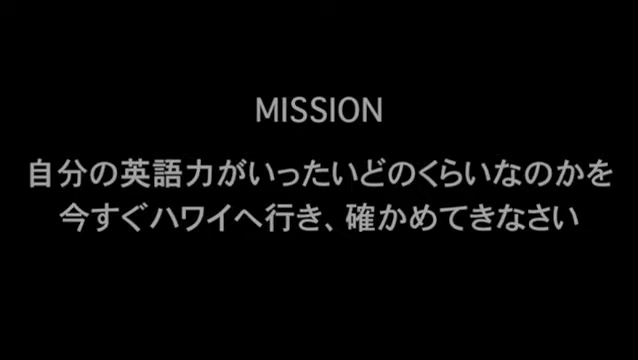 MISSION
自分の英語力がいったいどのくらいなのかを
今すぐハワイへ行き、確かめてきなさい